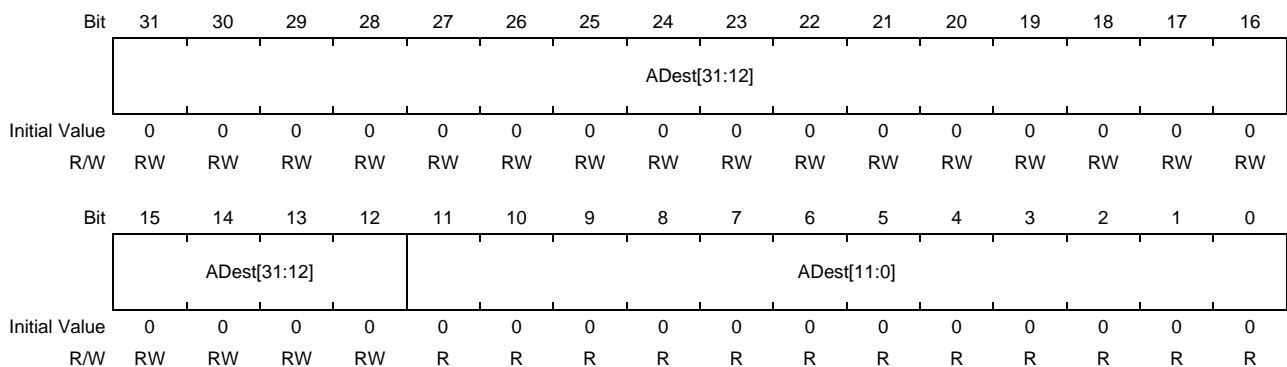 Bit 31 30 29 28 27 26 25 24 23 22 21 20 19 18 17 16
ADest[31:12]
Initial Value 0 0 0 0 0 0 0 0 0 0 0 0 0 0 0 0
R/W RW RW RW RW RW RW RW RW RW RW RW RW RW RW RW RW
Bit 15 14 13 12 11 10 9 8 7 6 5 4 3 2 1 0
ADest[31:12] ADest[11:0]
Initial Value 0 0 0 0 0 0 0 0 0 0 0 0 0 0 0 0
R/W RW RW RW RW R R R R R R R R R R R R